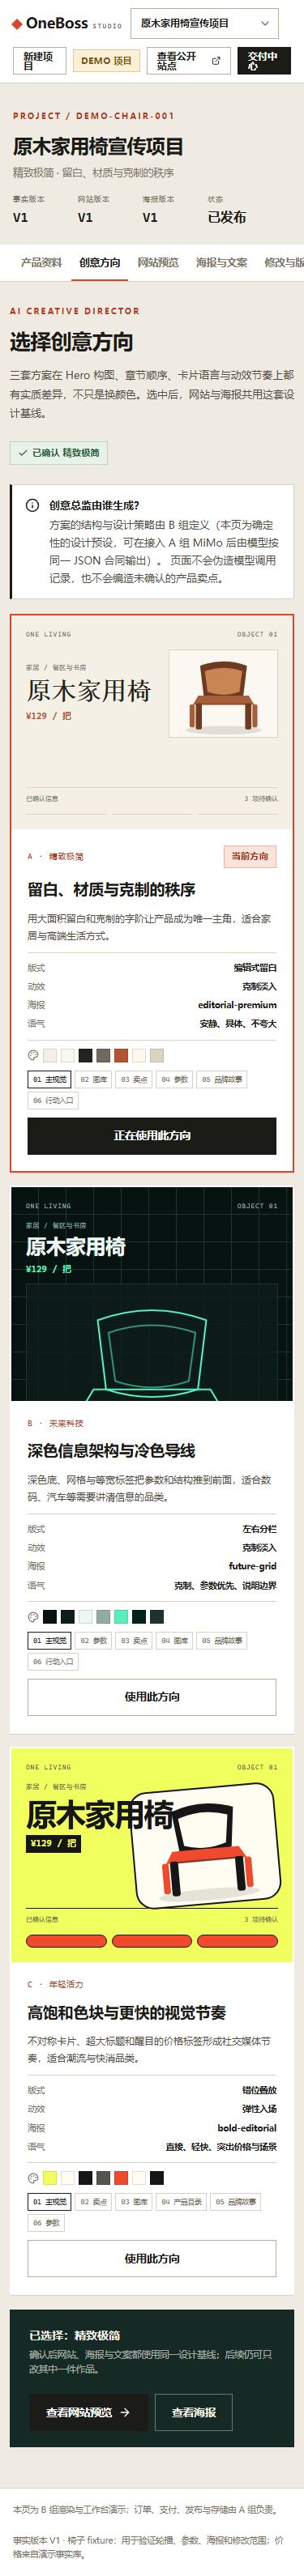 OneBoss STUDIO
原木家用椅宣传项目
新建项目
DEMO 项目
查看公开站点
交付中心
PROJECT / DEMO-CHAIR-001
原木家用椅宣传项目
精致极简 · 留白、材质与克制的秩序
事实版本 网站版本 海报版本 状态
V1 V1 V1 已发布
产品资料 创意方向 网站预览 海报与文案 修改与版
AI CREATIVE DIRECTOR
选择创意方向
三套方案在 Hero 构图、章节顺序、卡片语言与动效节奏上都
有实质差异，不只是换颜色。选中后，网站与海报共用这套设
计基线。
已确认 精致极简
创意总监由谁生成？
方案的结构与设计策略由 B 组定义（本页为确定
性的设计预设，可在接入 A 组 MiMo 后由模型按
同一 JSON 合同输出）。 页面不会伪造模型调用
记录，也不会编造未确认的产品卖点。
ONE LIVING OBJECT 01
家居 / 餐区与书房
原木家用椅
¥129 / 把
已确认信息 3 项待确认
A · 精致极简 当前方向
留白、材质与克制的秩序
用大面积留白和克制的字阶让产品成为唯一主角，适合家
居与高端生活方式。
版式 编辑式留白
动效 克制淡入
海报 editorial-premium
语气 安静、具体、不夸大
01 主视觉 02 图库 03 卖点 04 参数 05 品牌故事
06 行动入口
正在使用此方向
ONE LIVING OBJECT 01
家居 / 餐区与书房
原木家用椅
¥129 / 把
B · 未来科技
深色信息架构与冷色导线
深色底、网格与等宽标签把参数和结构推到前面，适合数
码、汽车等需要讲清信息的品类。
版式 左右分栏
动效 克制淡入
海报 future-grid
语气 克制、参数优先、说明边界
01 主视觉 02 参数 03 卖点 04 图库 05 品牌故事
06 行动入口
使用此方向
ONE LIVING OBJECT 01
家居 / 餐区与书房
原木家用椅
¥129 / 把
已确认信息 3 项待确认
C · 年轻活力
高饱和色块与更快的视觉节奏
不对称卡片、超大标题和醒目的价格标签形成社交媒体节
奏，适合潮流与快消品类。
版式 错位叠放
动效 弹性入场
海报 bold-editorial
语气 直接、轻快、突出价格与场景
01 主视觉 02 卖点 03 图库 04 产品目录 05 品牌故事
06 参数
使用此方向
已选择：精致极简
确认后网站、海报与文案都使用同一设计基线；后续仍可只
改其中一件作品。
查看网站预览
查看海报
本页为 B 组渲染与工作台演示；订单、支付、发布与存储由 A 组负责。
事实版本 V1 · 椅子 fixture：用于验证轮播、参数、海报和修改范围；价
格来自演示事实库。